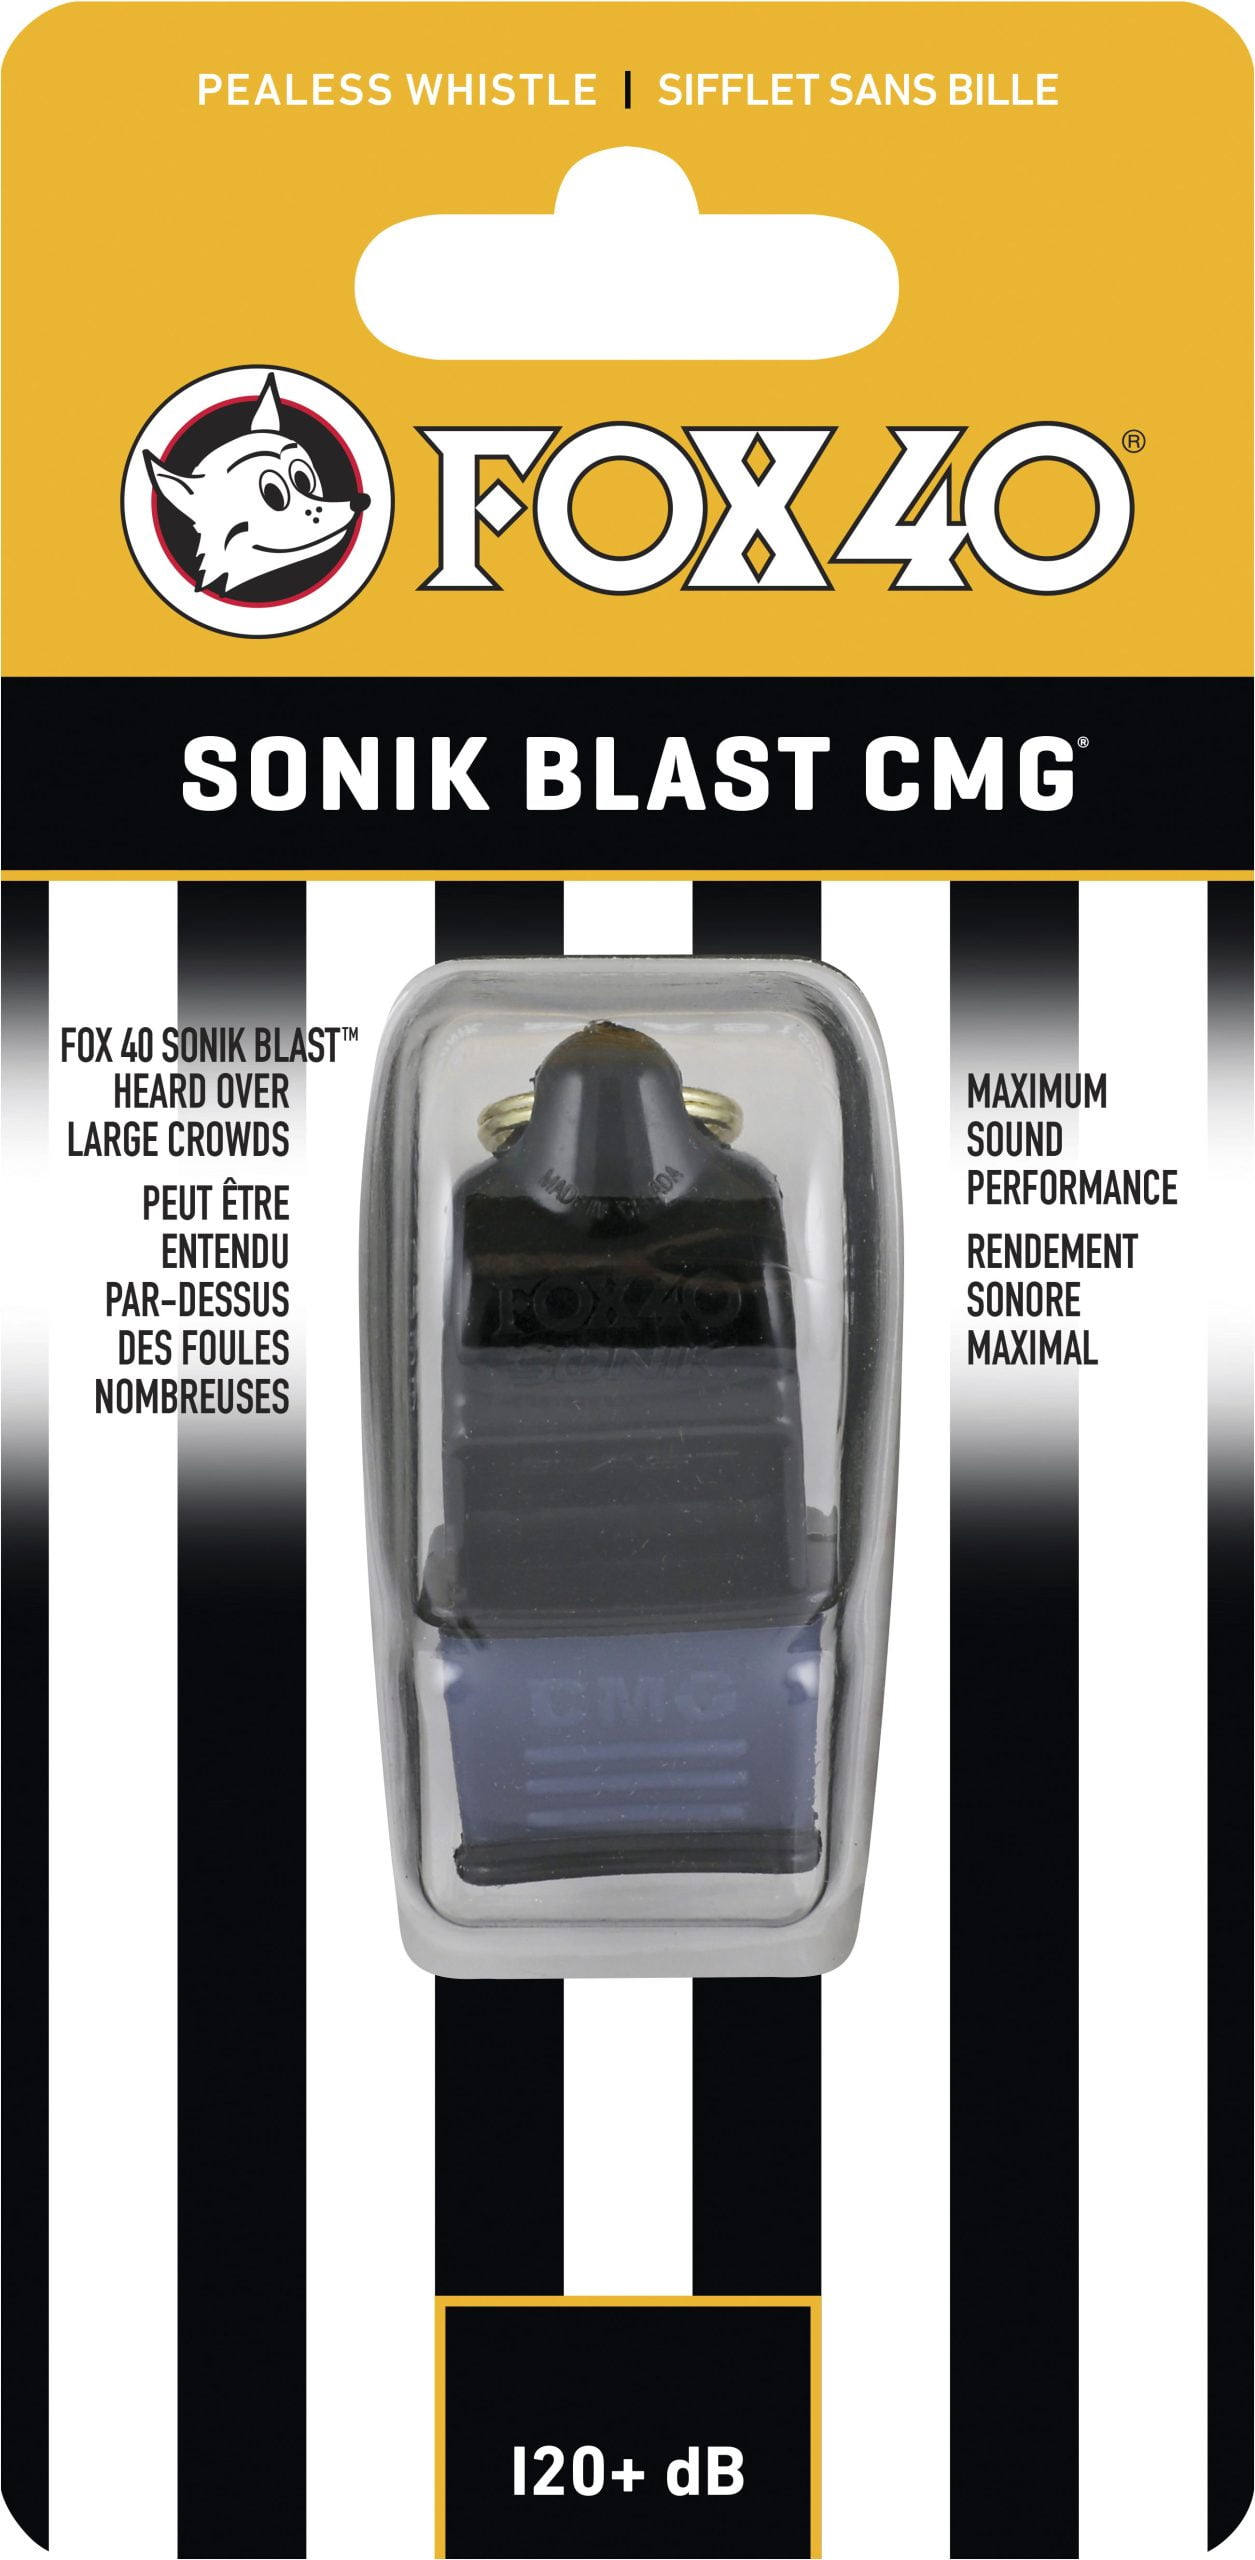 PEALESS WHISTLE | SIFFLET SANS BILLE
FOX 40®
SONIK BLAST CMG®
FOX 40 SONIK BLAST™
HEARD OVER
LARGE CROWDS
PEUT ÊTRE
ENTENDU
PAR-DESSUS
DES FOULES
NOMBREUSES
MAXIMUM
SOUND
PERFORMANCE
RENDEMENT
SONORE
MAXIMAL
MADE IN CANADA
FOX 40
SONIK
CMG
120+ dB